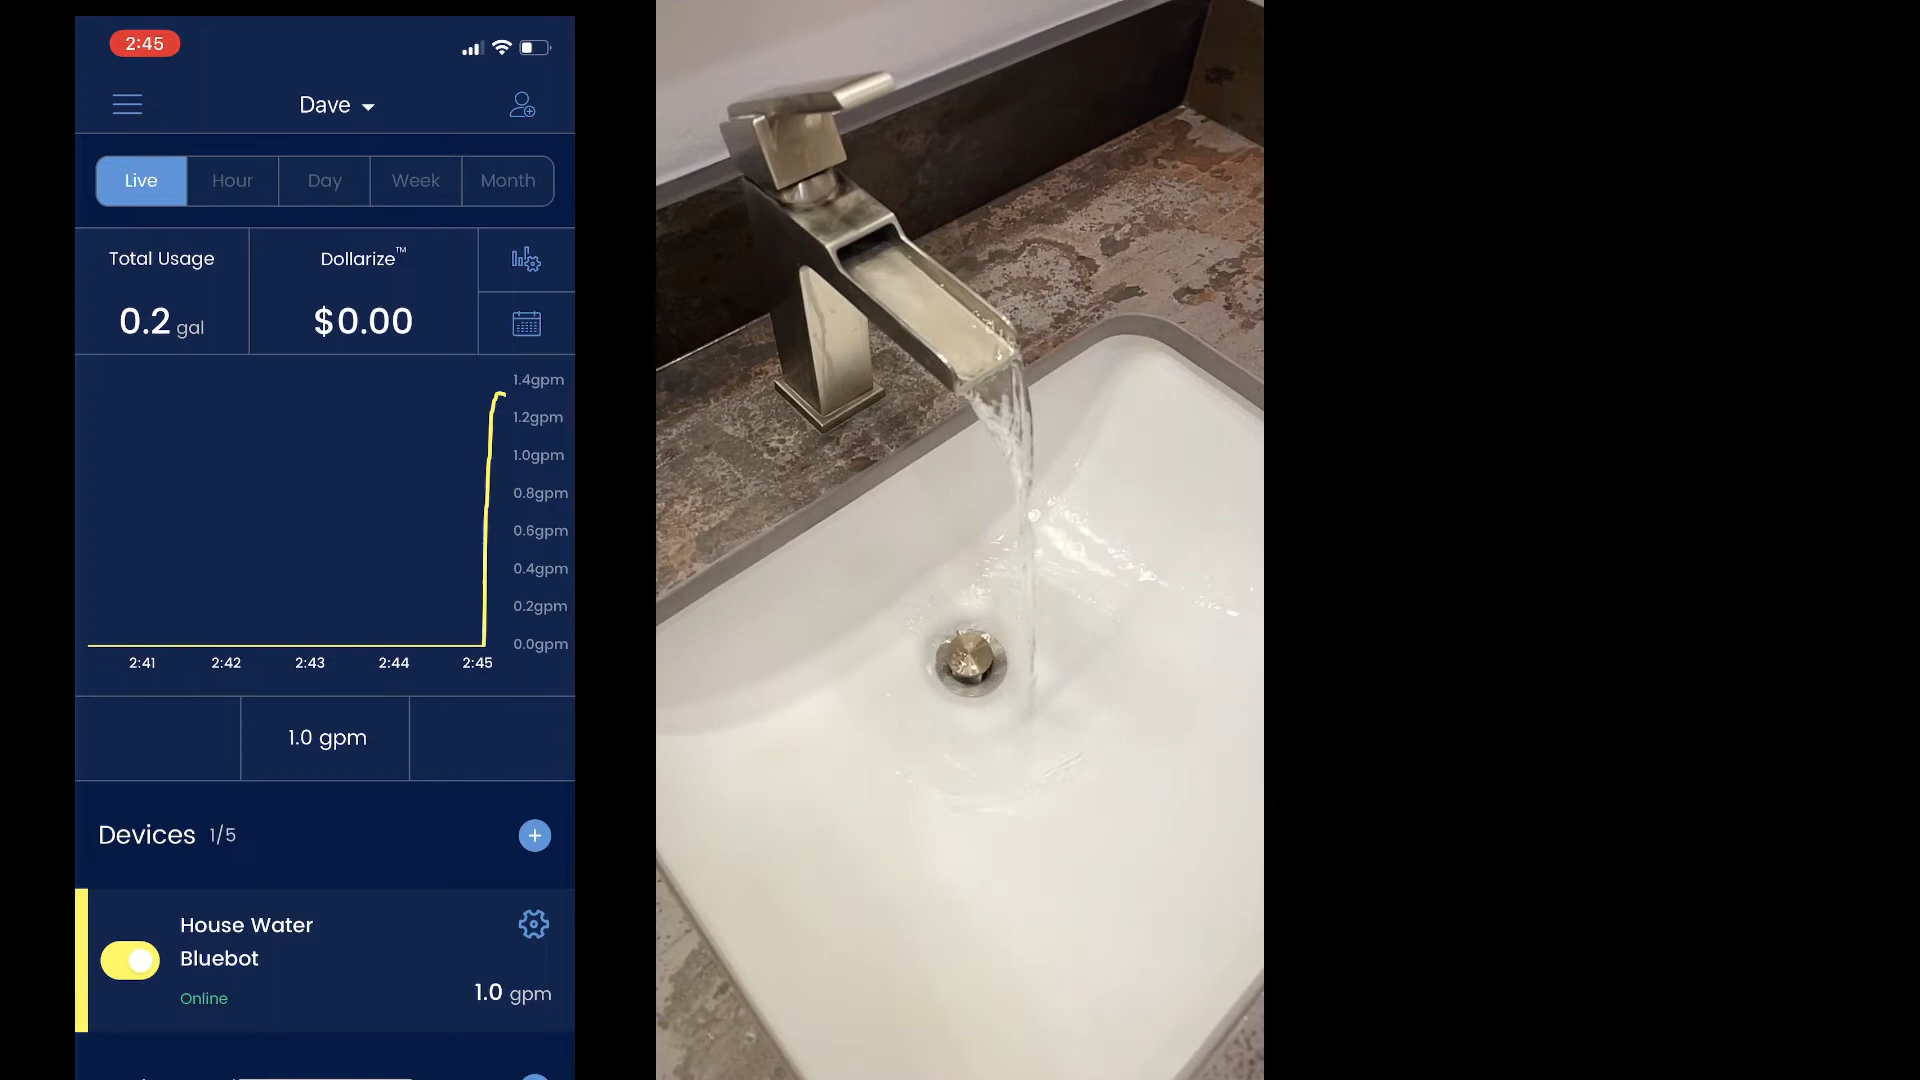 2:45
Dave
Live Hour Day Week Month
Total Usage
0.2 gal
Dollarize™
$0.00
1.4gpm
1.2gpm
1.0gpm
0.8gpm
0.6gpm
0.4gpm
0.2gpm
0.0gpm
2:41 2:42 2:43 2:44 2:45
1.0 gpm
Devices 1/5
House Water
Bluebot
Online
1.0 gpm